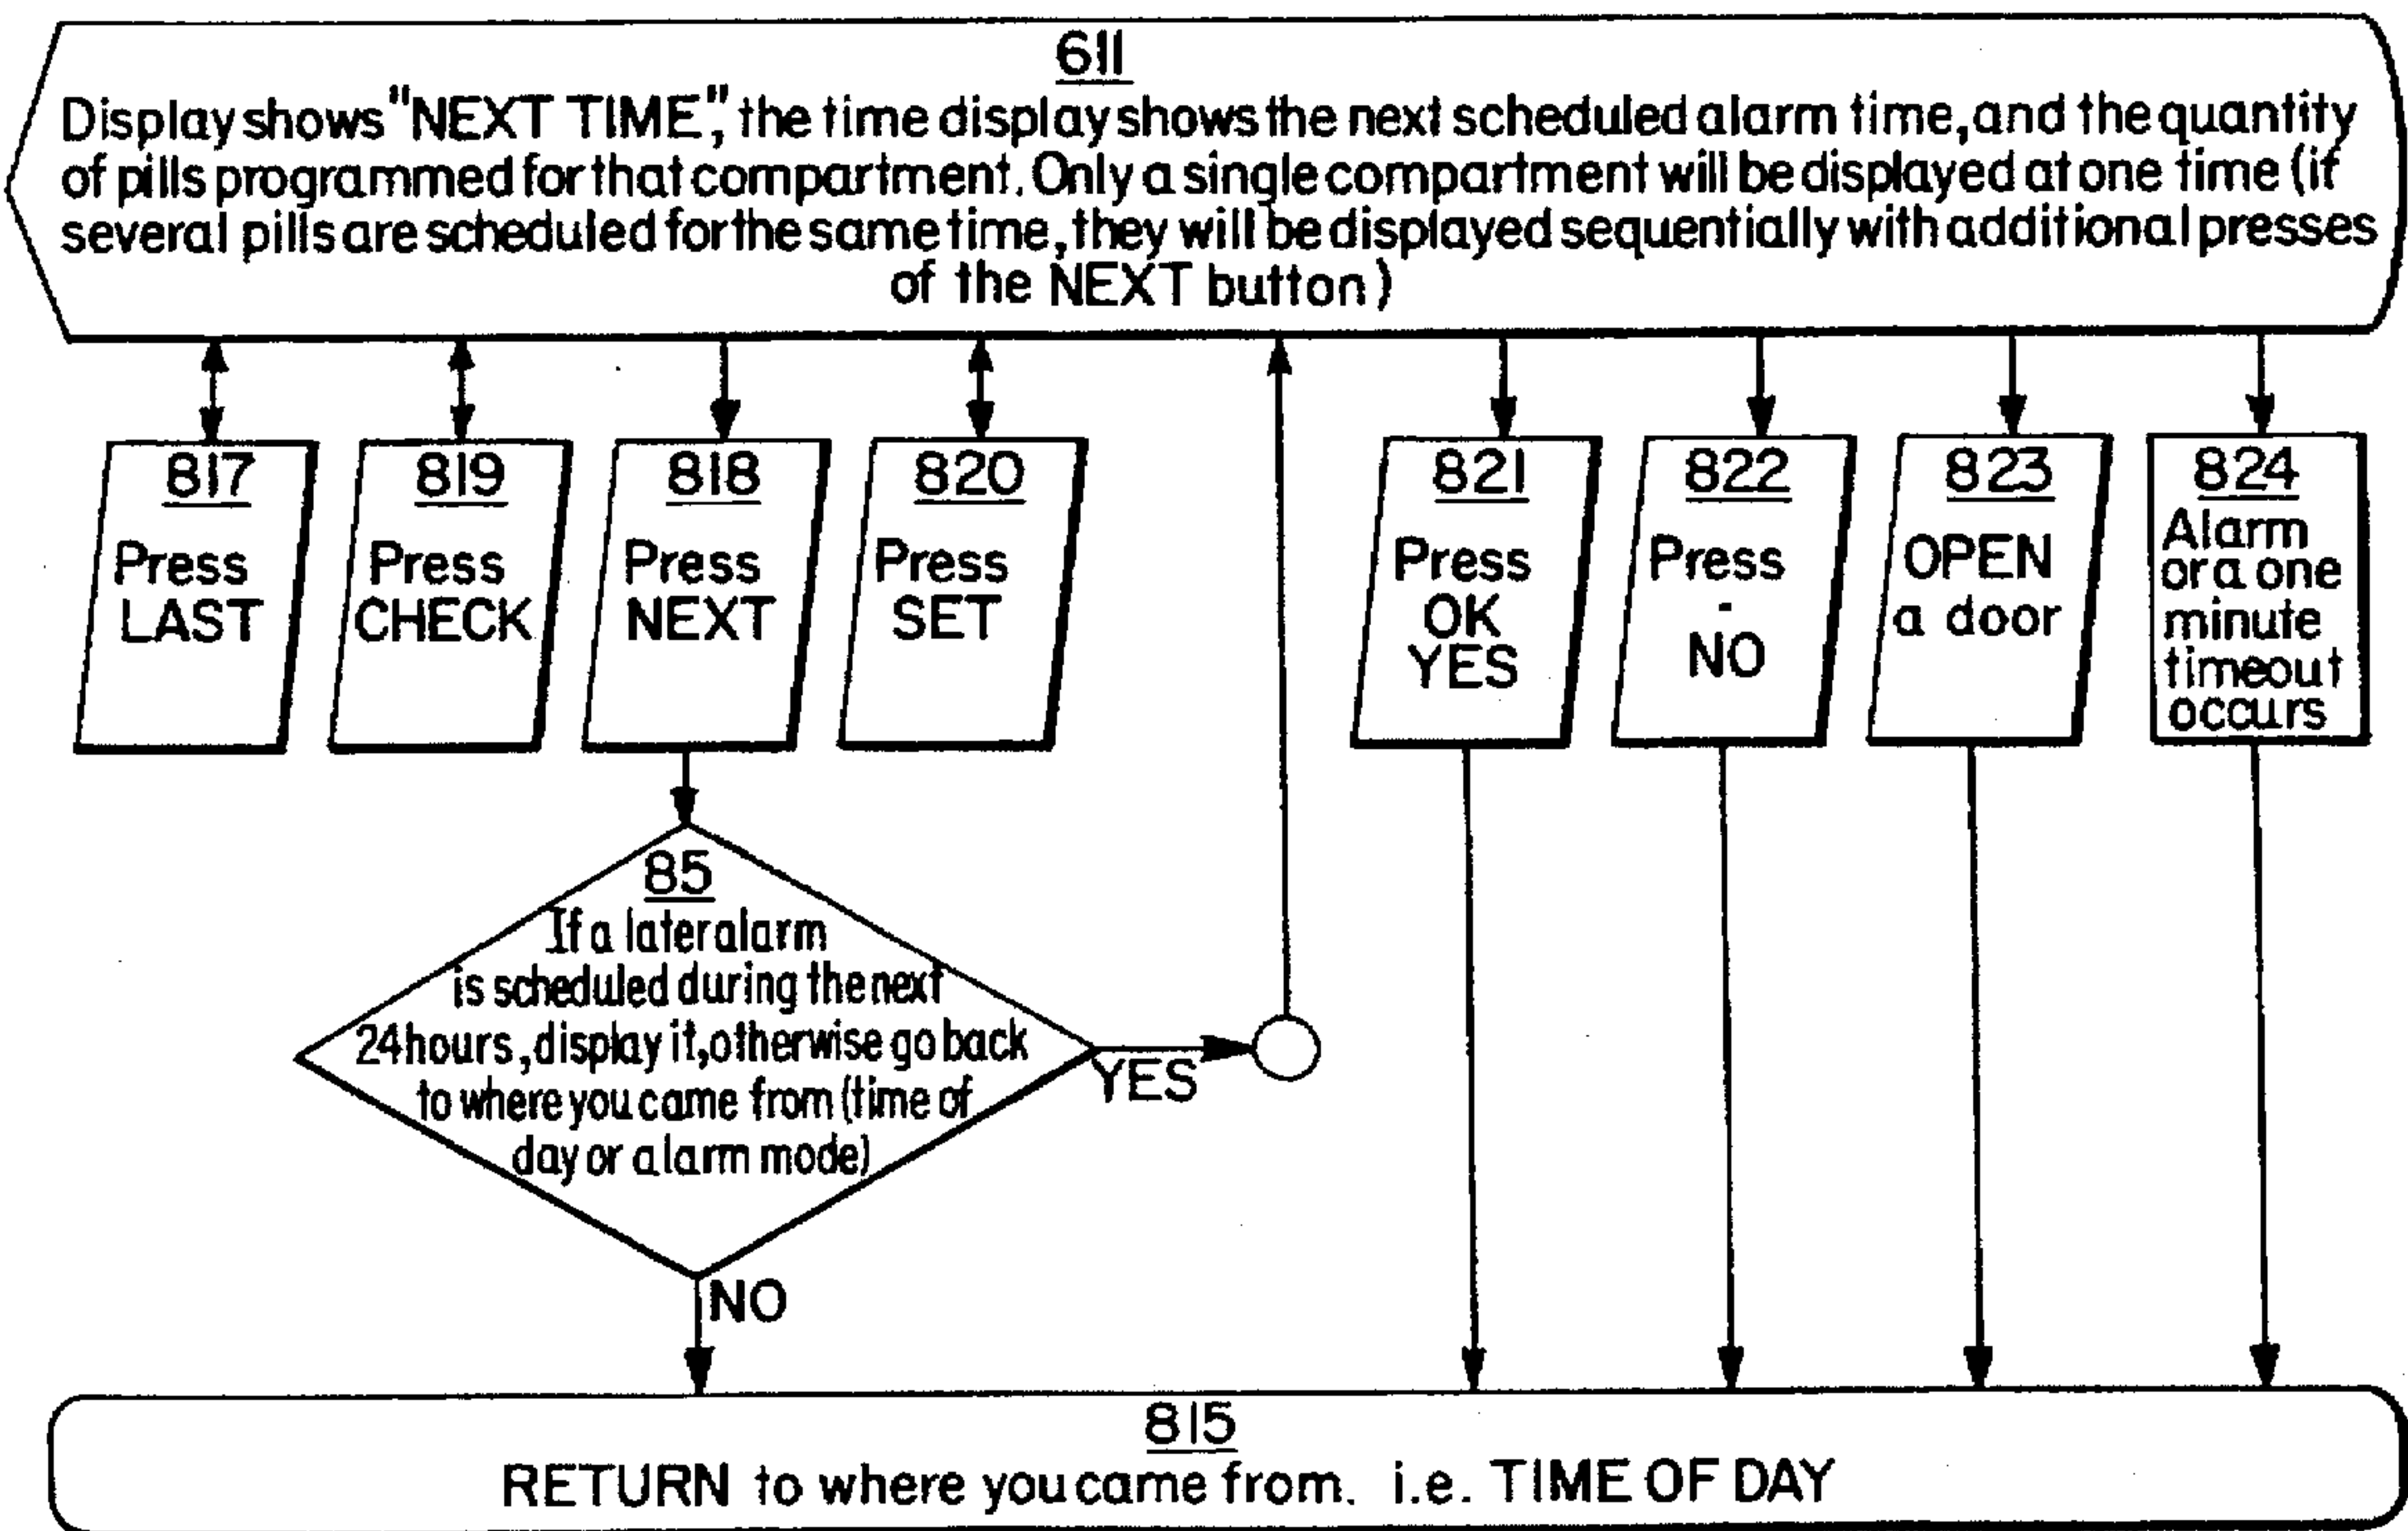 611
Display shows "NEXT TIME," the time display shows the next scheduled alarm time, and the quantity
of pills programmed for that compartment. Only a single compartment will be displayed at one time (if
several pills are scheduled for the same time, they will be displayed sequentially with additional presses
of the NEXT button)
817
Press
LAST
819
Press
CHECK
818
Press
NEXT
820
Press
SET
821
Press
OK
YES
822
Press
-
NO
823
OPEN
a door
824
Alarm
or a one
minute
timeout
occurs
85
If a later alarm
is scheduled during the next
24 hours, display it, otherwise go back
to where you came from (time of
day or alarm mode)
YES
NO
815
RETURN to where you came from. i.e. TIME OF DAY